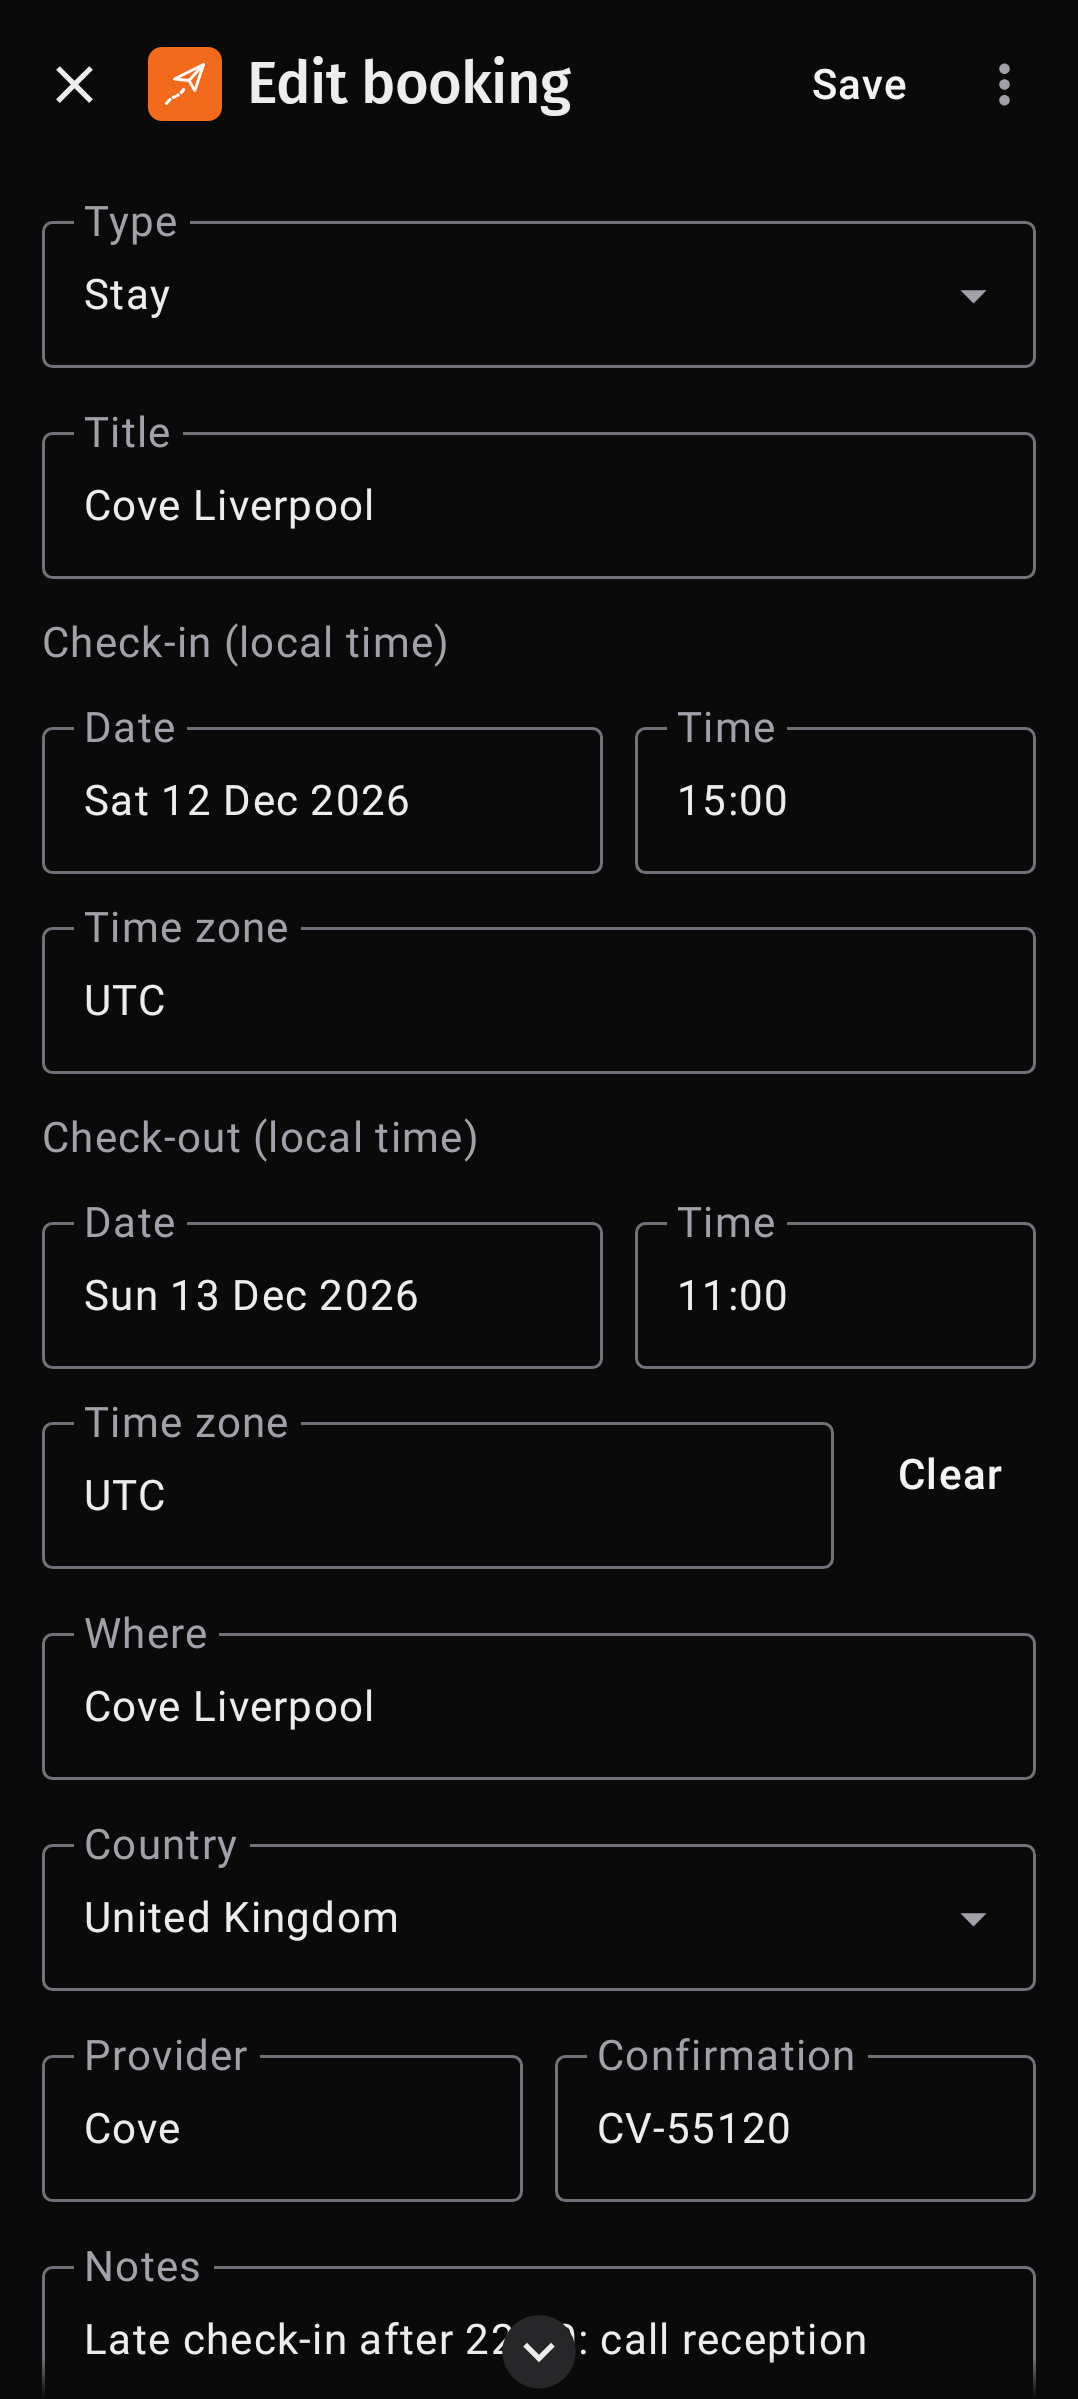 Edit booking
Save
Type
Stay
Title
Cove Liverpool
Check-in (local time)
Date
Sat 12 Dec 2026
Time
15:00
Time zone
UTC
Check-out (local time)
Date
Sun 13 Dec 2026
Time
11:00
Time zone
UTC
Clear
Where
Cove Liverpool
Country
United Kingdom
Provider
Cove
Confirmation
CV-55120
Notes
Late check-in after : call reception